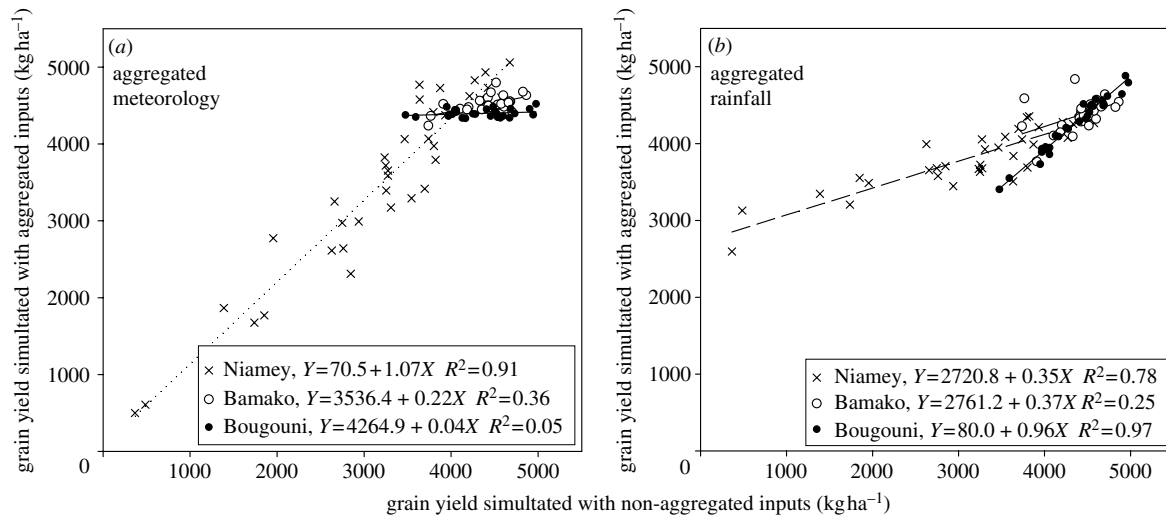 (a)
aggregated
meteorology
grain yield simultated with aggregated inputs (kg ha⁻¹)
5000
4000
3000
2000
1000
0
1000 2000 3000 4000 5000
× Niamey, Y=70.5+1.07X R²=0.91
○ Bamako, Y=3536.4 + 0.22X R²=0.36
● Bougouni, Y=4264.9 + 0.04X R²=0.05
(b)
aggregated
rainfall
grain yield simultated with aggregated inputs (kg ha⁻¹)
5000
4000
3000
2000
1000
0
1000 2000 3000 4000 5000
× Niamey, Y=2720.8 + 0.35X R²=0.78
○ Bamako, Y=2761.2 + 0.37X R²=0.25
● Bougouni, Y=80.0 + 0.96X R²=0.97
grain yield simultated with non-aggregated inputs (kg ha⁻¹)